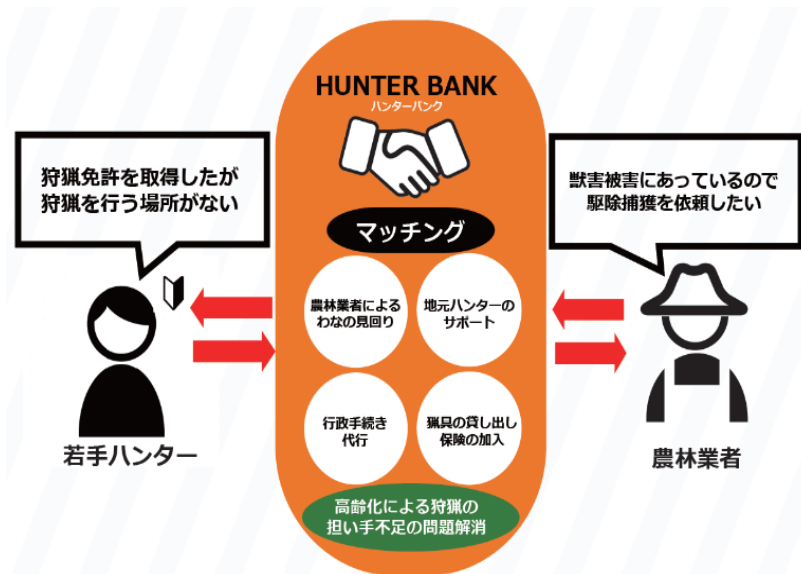 HUNTER BANK
ハンターバンク
狩猟免許を取得したが
狩猟を行う場所がない
獣害被害にあっているので
駆除捕獲を依頼したい
マッチング
農林業者による
わなの見回り
地元ハンターの
サポート
行政手続き
代行
猟具の貸し出し
保険の加入
若手ハンター
農林業者
高齢化による狩猟の
担い手不足の問題解消